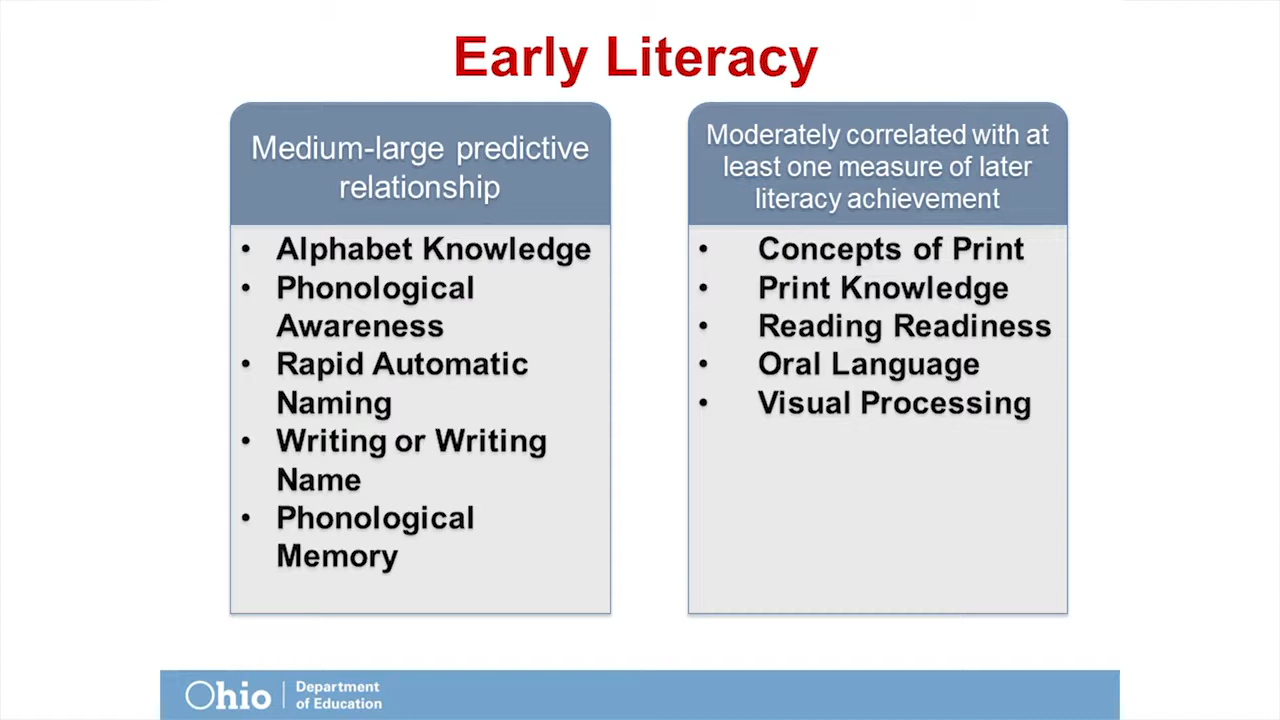 Early Literacy
Medium-large predictive
relationship
• Alphabet Knowledge
• Phonological
Awareness
• Rapid Automatic
Naming
• Writing or Writing
Name
• Phonological
Memory
Moderately correlated with at
least one measure of later
literacy achievement
• Concepts of Print
• Print Knowledge
• Reading Readiness
• Oral Language
• Visual Processing
Ohio
Department
of Education